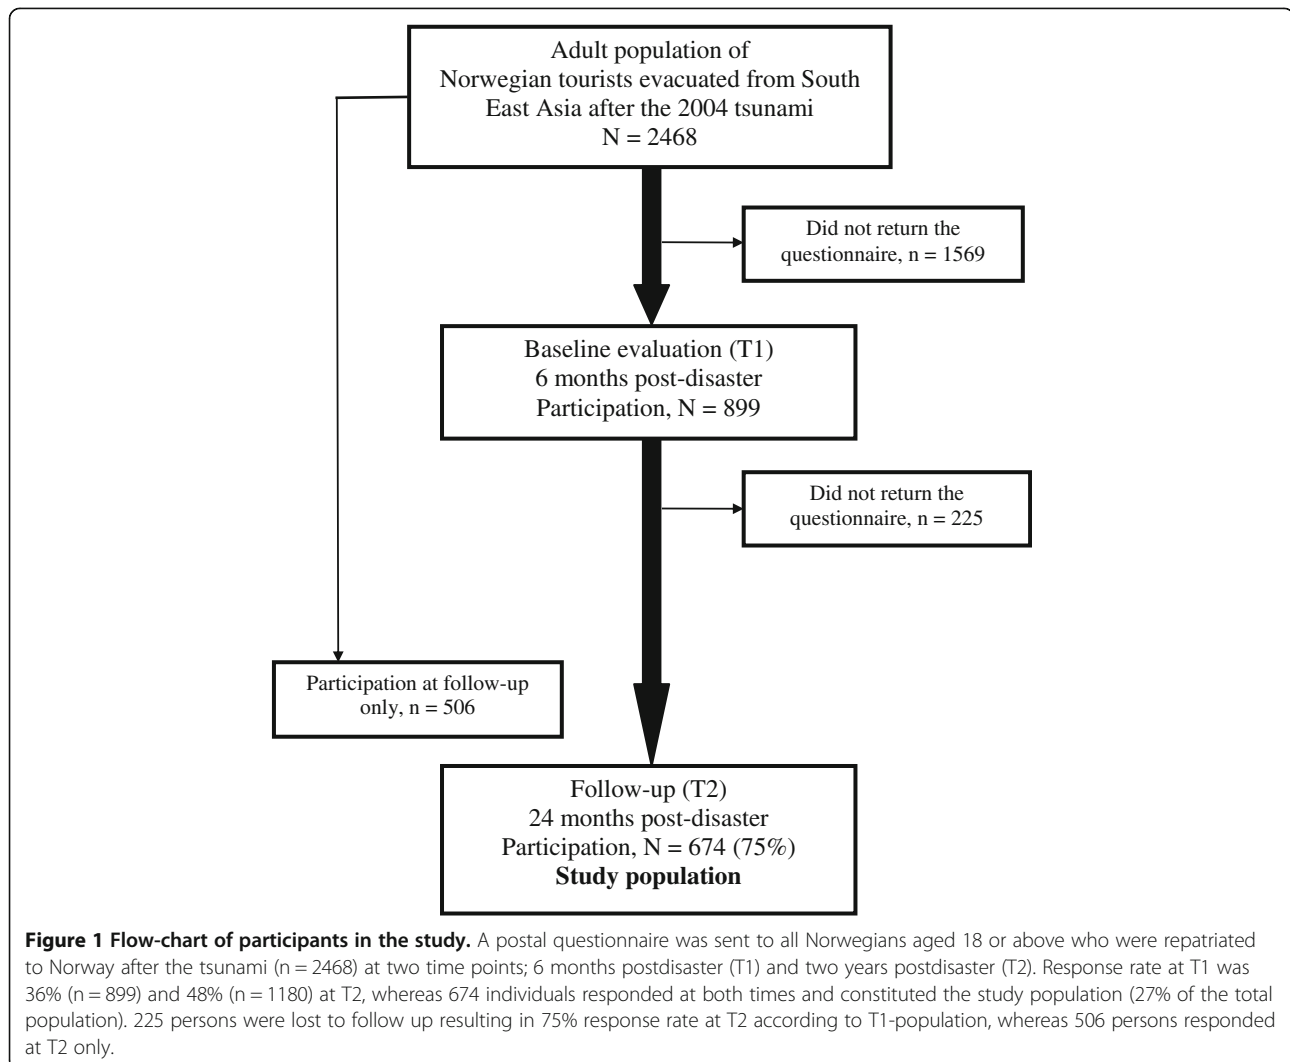 Adult population of
Norwegian tourists evacuated from South
East Asia after the 2004 tsunami
N = 2468
Did not return the
questionnaire, n = 1569
Baseline evaluation (T1)
6 months post-disaster
Participation, N = 899
Did not return the
questionnaire, n = 225
Participation at follow-up
only, n = 506
Follow-up (T2)
24 months post-disaster
Participation, N = 674 (75%)
Study population
Figure 1 Flow-chart of participants in the study. A postal questionnaire was sent to all Norwegians aged 18 or above who were repatriated
to Norway after the tsunami (n = 2468) at two time points; 6 months postdisaster (T1) and two years postdisaster (T2). Response rate at T1 was
36% (n = 899) and 48% (n = 1180) at T2, whereas 674 individuals responded at both times and constituted the study population (27% of the total
population). 225 persons were lost to follow up resulting in 75% response rate at T2 according to T1-population, whereas 506 persons responded
at T2 only.